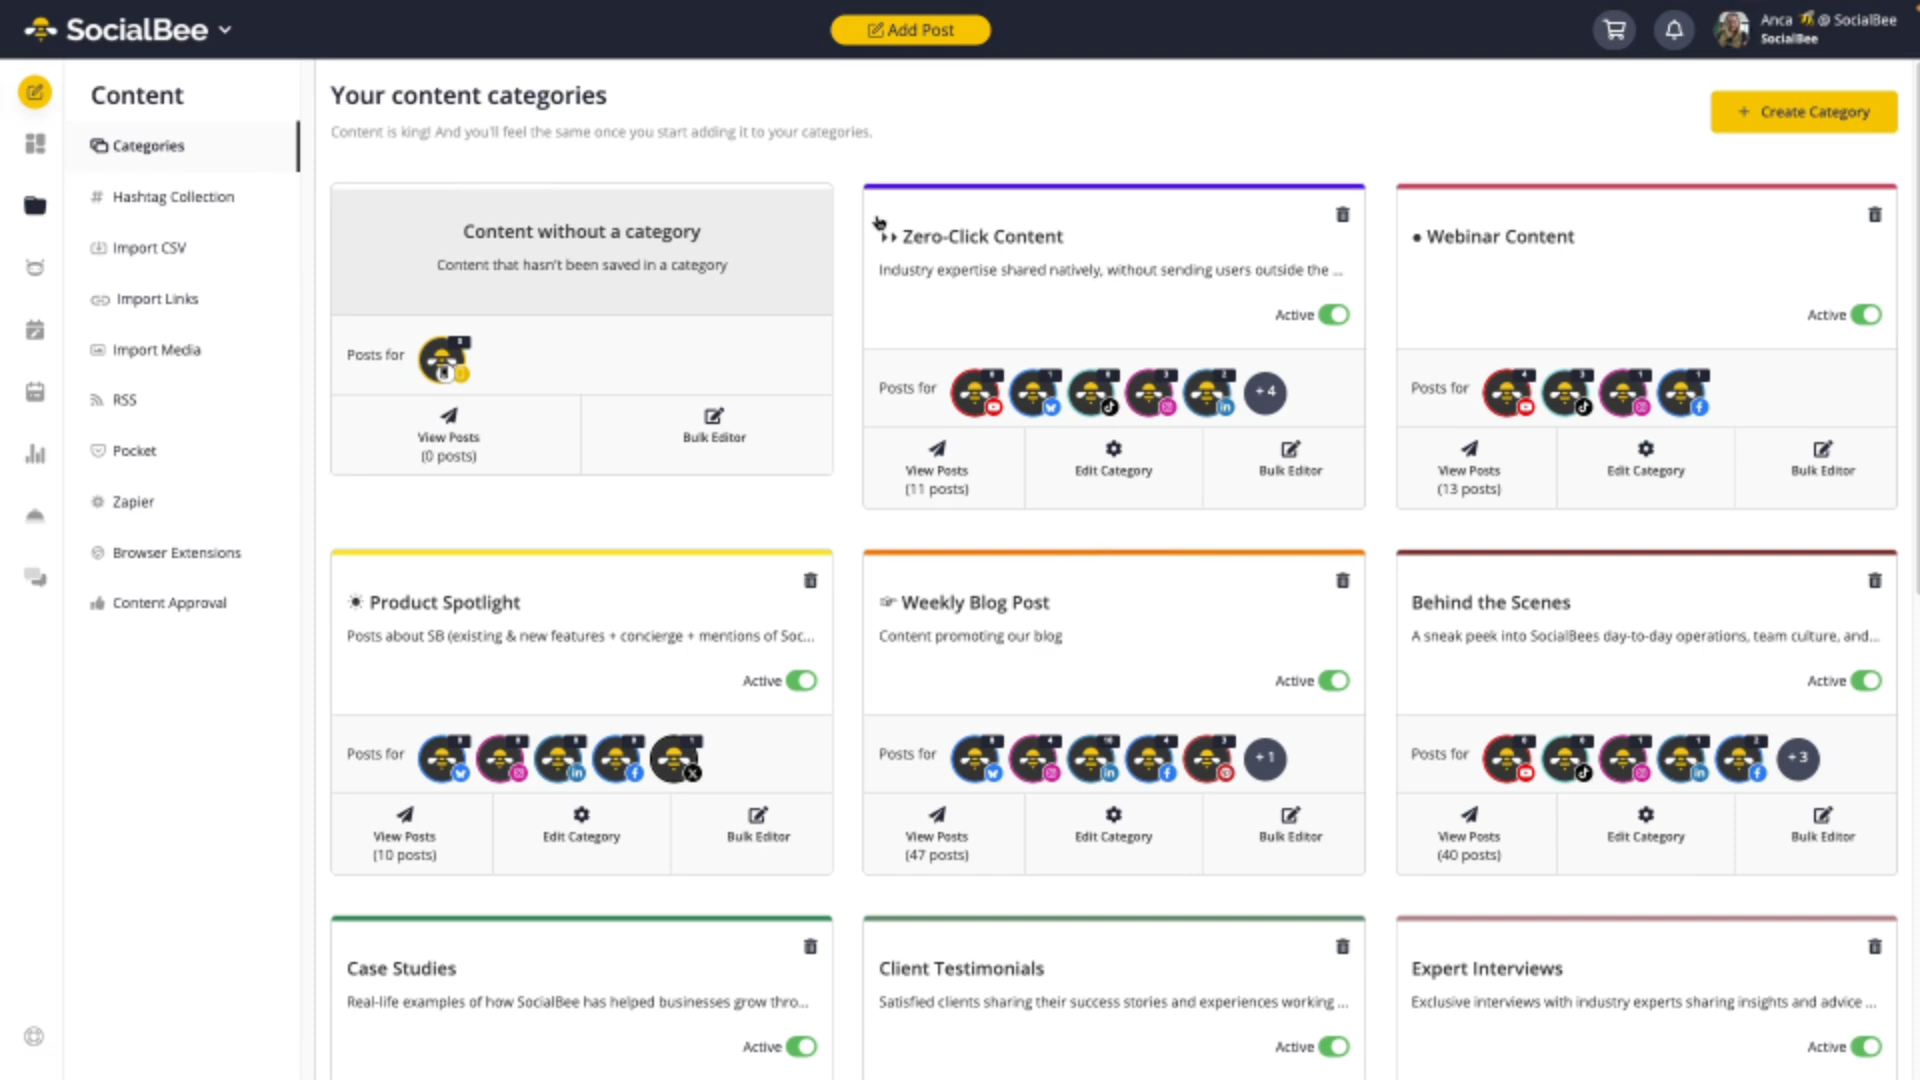 SocialBee
Add Post
Anca @ SocialBee
SocialBee
Content
Categories
Hashtag Collection
Import CSV
Import Links
Import Media
RSS
Pocket
Zapier
Browser Extensions
Content Approval
Your content categories
Content is king! And you'll feel the same once you start adding it to your categories.
+ Create Category
Content without a category
Content that hasn't been saved in a category
Posts for
View Posts
(0 posts)
Bulk Editor
Zero-Click Content
Industry expertise shared natively, without sending users outside the ...
Active
Posts for
+4
View Posts
(11 posts)
Edit Category
Bulk Editor
Webinar Content
Active
Posts for
View Posts
(13 posts)
Edit Category
Bulk Editor
Product Spotlight
Posts about SB (existing & new features + concierge + mentions of Soc...
Active
Posts for
View Posts
(10 posts)
Edit Category
Bulk Editor
Weekly Blog Post
Content promoting our blog
Active
Posts for
+1
View Posts
(47 posts)
Edit Category
Bulk Editor
Behind the Scenes
A sneak peek into SocialBees day-to-day operations, team culture, and...
Active
Posts for
+3
View Posts
(40 posts)
Edit Category
Bulk Editor
Case Studies
Real-life examples of how SocialBee has helped businesses grow thro...
Active
Client Testimonials
Satisfied clients sharing their success stories and experiences working ...
Active
Expert Interviews
Exclusive interviews with industry experts sharing insights and advice ...
Active